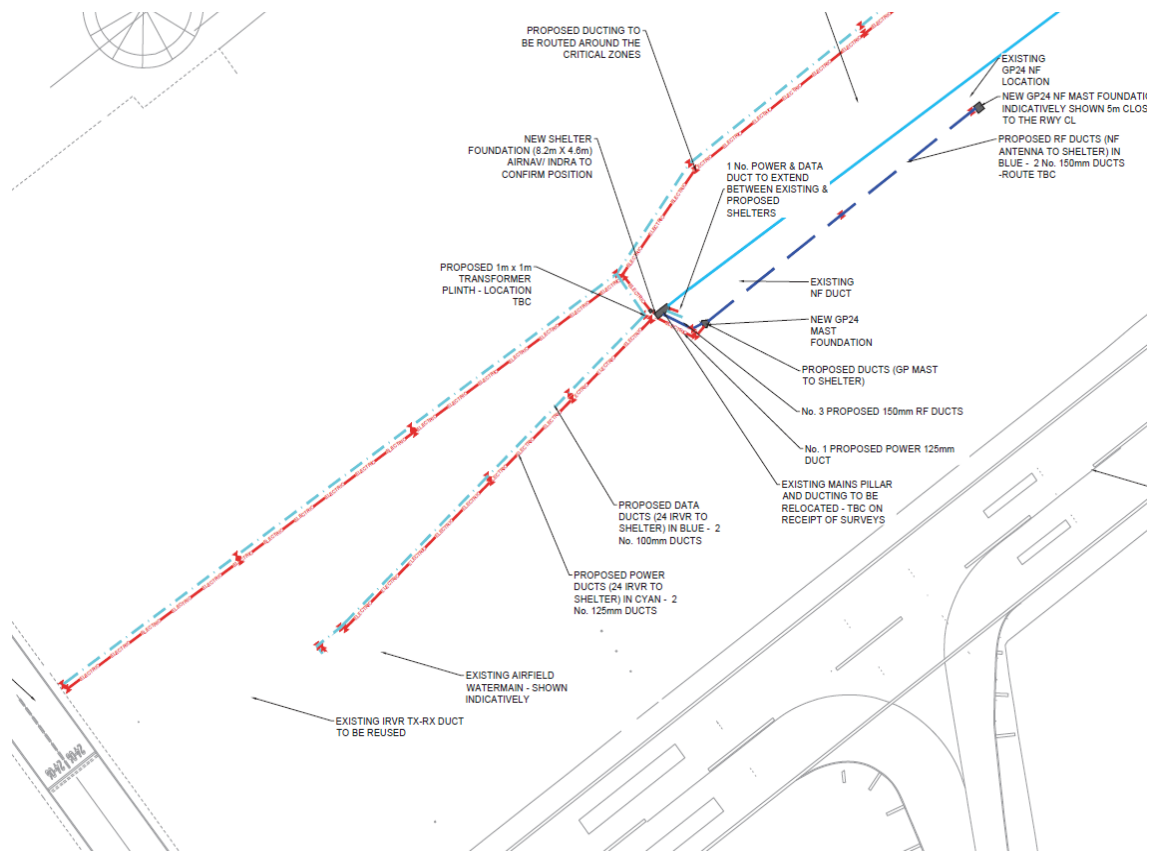 PROPOSED DUCTING TO
BE ROUTED AROUND THE
CRITICAL ZONES
EXISTING
GP24 NF
LOCATION
NEW GP24 NF MAST FOUNDATIO
INDICATIVELY SHOWN 5m CLOS
TO THE RWY CL
NEW SHELTER
FOUNDATION (8.2m X 4.6m)
AIRNAV/ INDRA TO
CONFIRM POSITION
PROPOSED RF DUCTS (NF
ANTENNA TO SHELTER) IN
BLUE - 2 No. 150mm DUCTS
-ROUTE TBC
1 No. POWER & DATA
DUCT TO EXTEND
BETWEEN EXISTING &
PROPOSED
SHELTERS
PROPOSED 1m x 1m
TRANSFORMER
PLINTH - LOCATION
TBC
EXISTING
NF DUCT
NEW GP24
MAST
FOUNDATION
PROPOSED DUCTS (GP MAST
TO SHELTER)
No. 3 PROPOSED 150mm RF DUCTS
No. 1 PROPOSED POWER 125mm
DUCT
EXISTING MAINS PILLAR
AND DUCTING TO BE
RELOCATED - TBC ON
RECEIPT OF SURVEYS
PROPOSED DATA
DUCTS (24 IRVR TO
SHELTER) IN BLUE - 2
No. 100mm DUCTS
PROPOSED POWER
DUCTS (24 IRVR TO
SHELTER) IN CYAN - 2
No. 125mm DUCTS
EXISTING AIRFIELD
WATERMAIN - SHOWN
INDICATIVELY
EXISTING IRVR TX-RX DUCT
TO BE REUSED